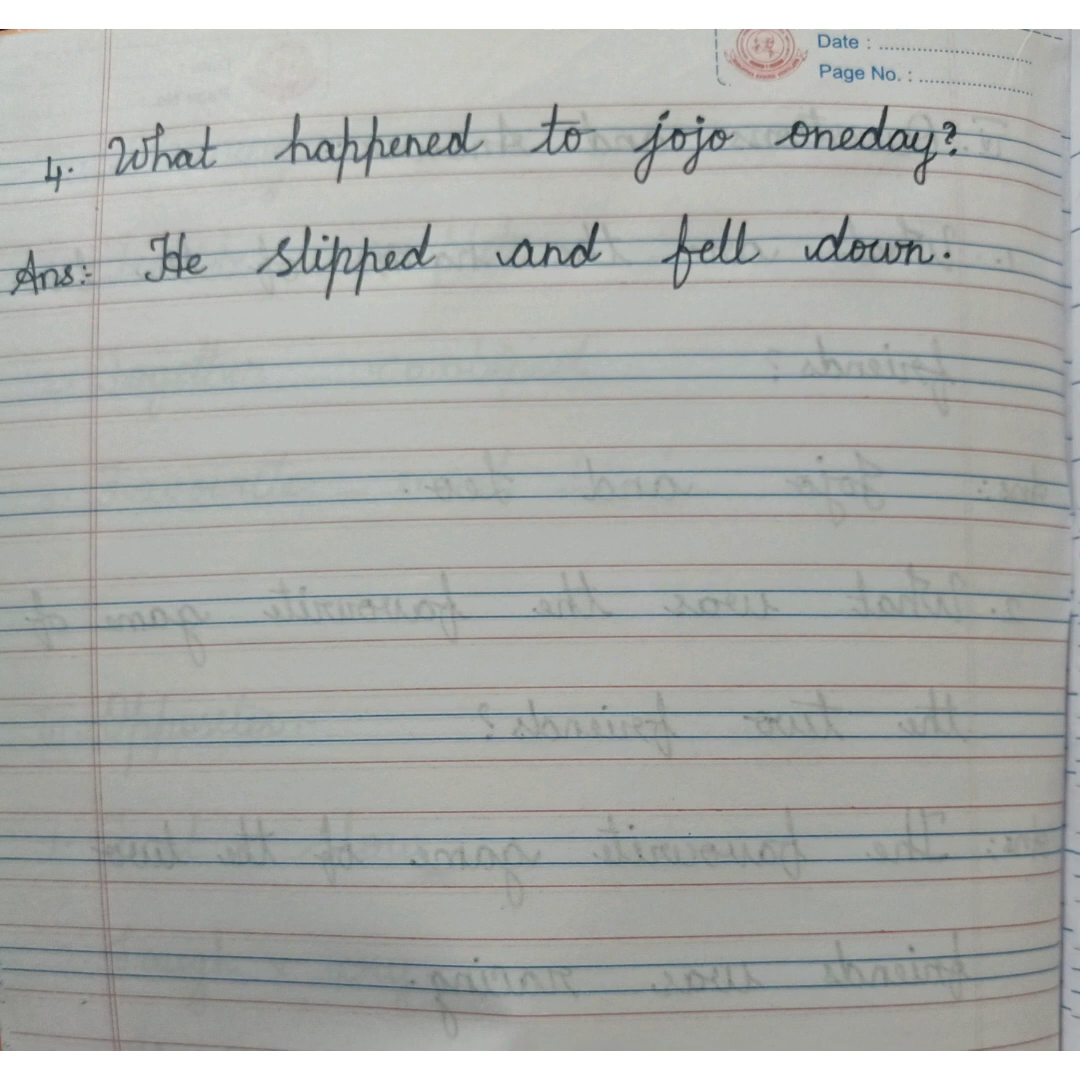 Date :
Page No. :
4. What happened to jojo oneday?
Ans:- He slipped and fell down.